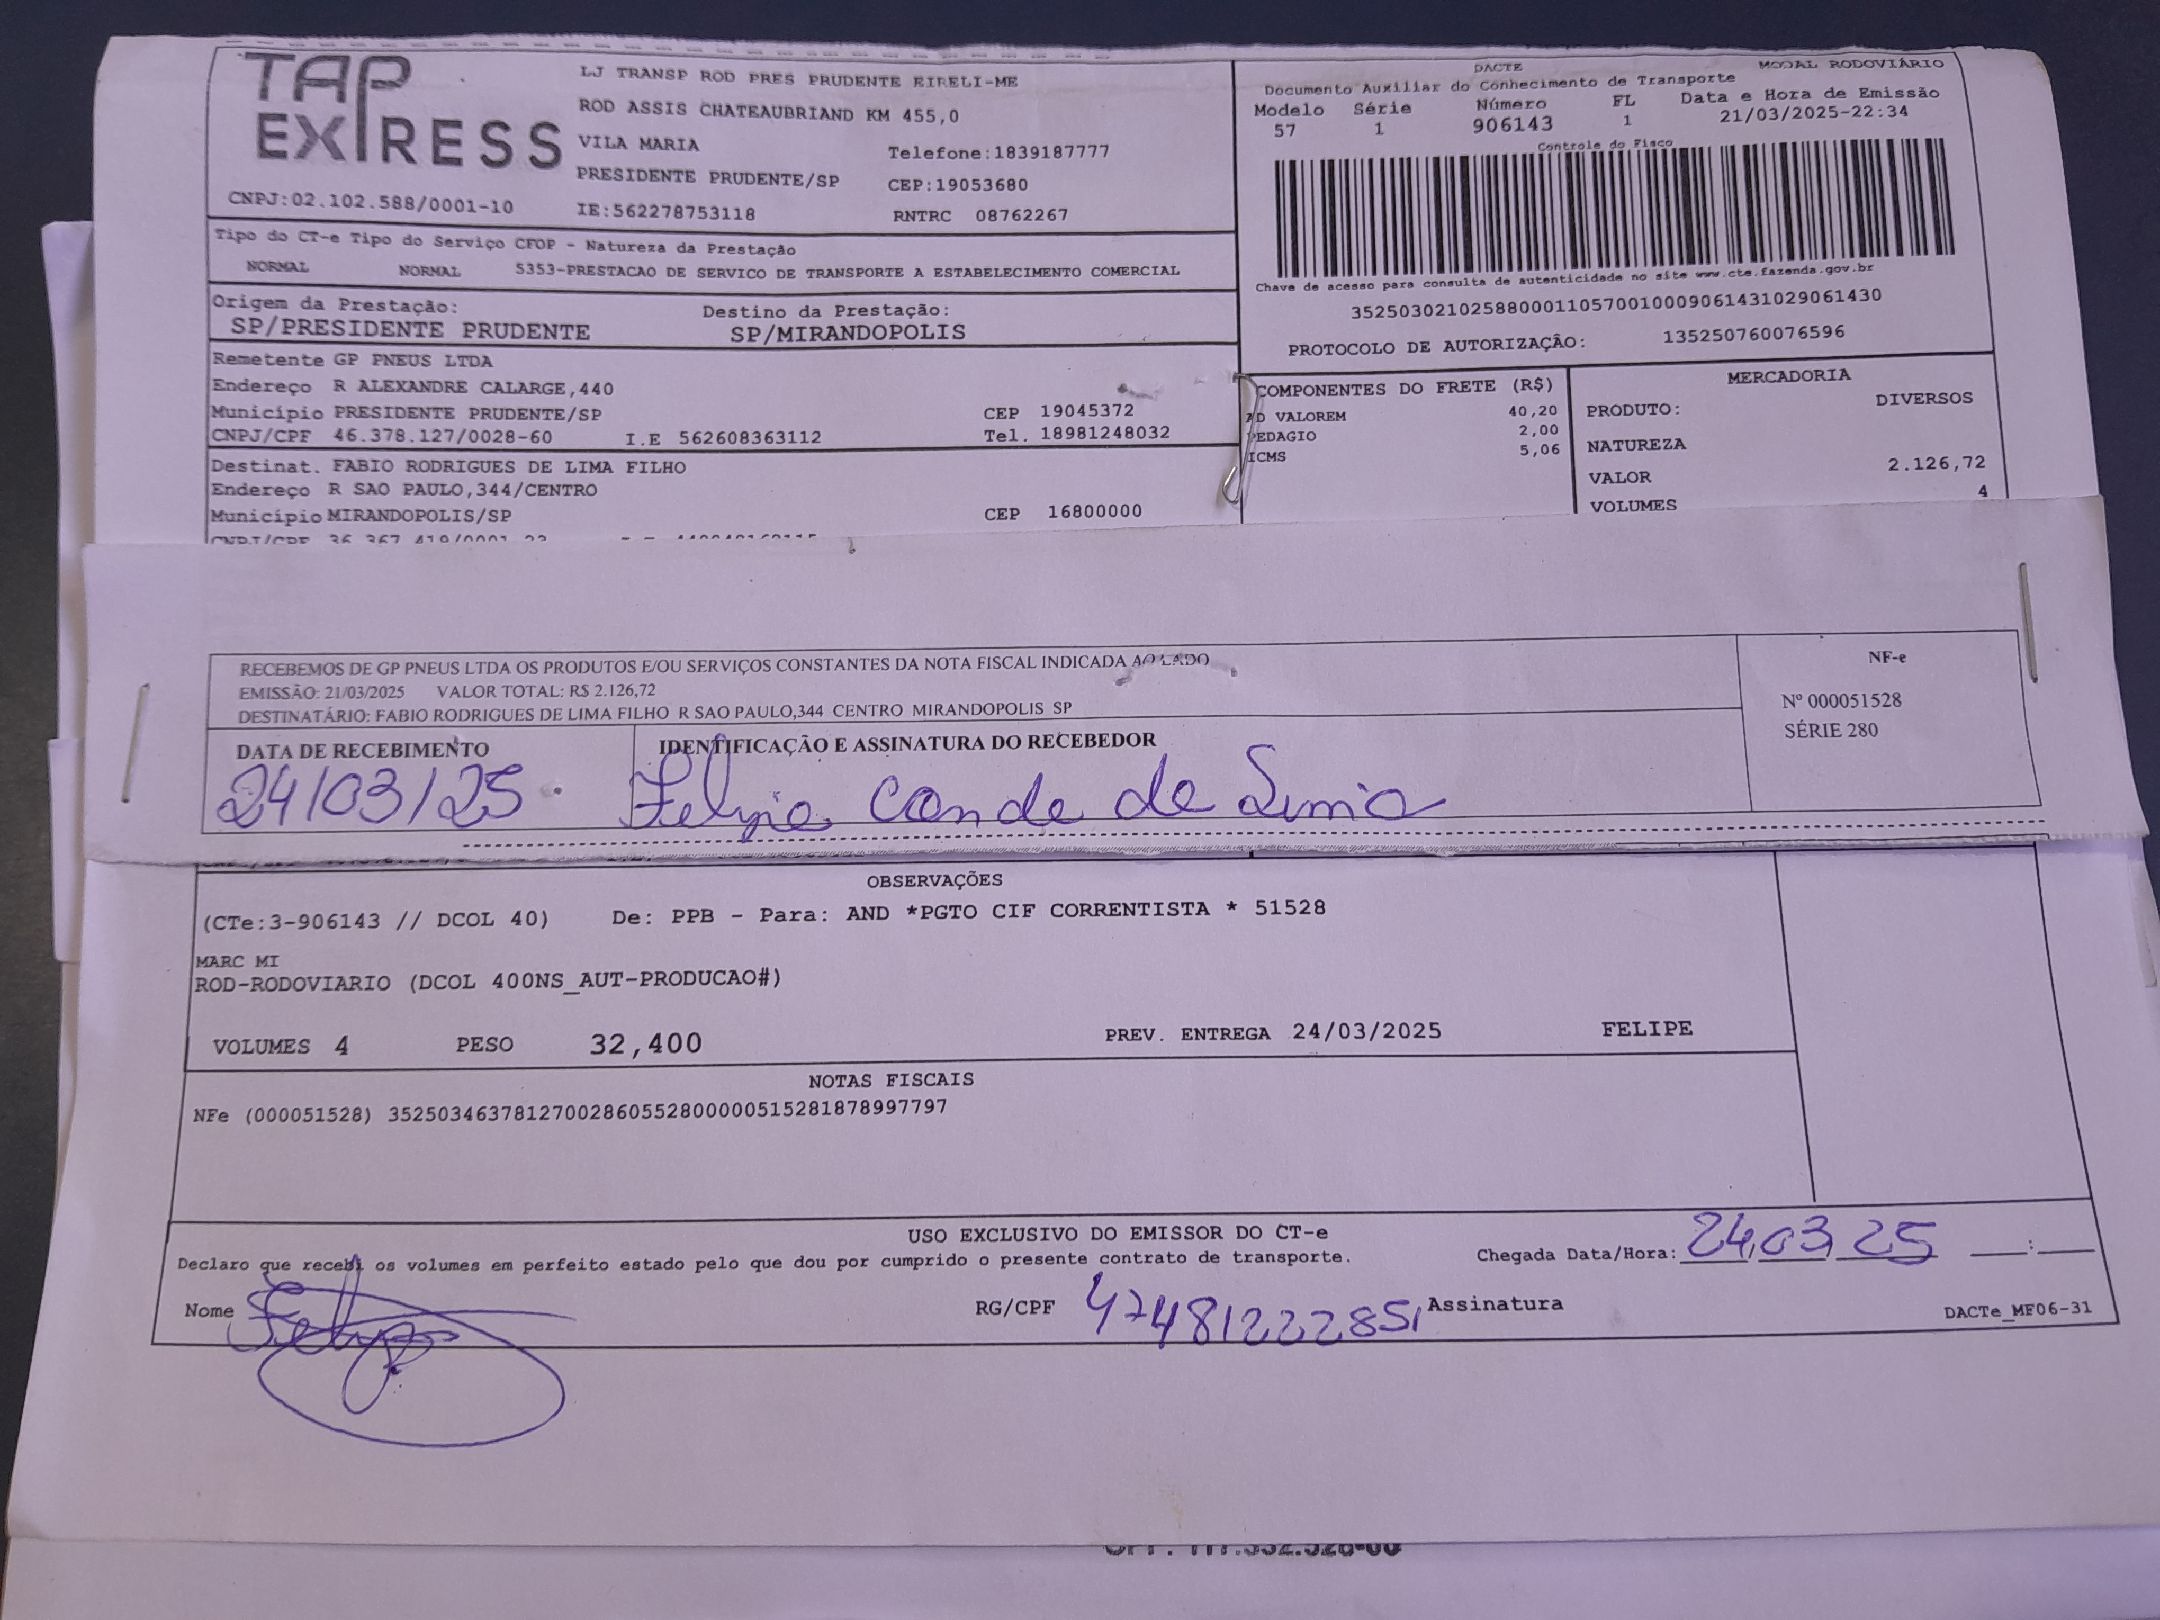 TAP EXPRESS
LJ TRANSP ROD PRES PRUDENTE EIRELI-ME
ROD ASSIS CHATEAUBRIAND KM 455,0
VILA MARIA
Telefone:1839187777
PRESIDENTE PRUDENTE/SP
CEP:19053680
CNPJ:02.102.588/0001-10
IE:562278753118
RNTRC 08762267
DACTE MODAL RODOVIÁRIO
Documento Auxiliar do Conhecimento de Transporte
Modelo Série Número FL Data e Hora de Emissão
57 1 906143 1 21/03/2025-22:34
Controle do Fisco
Chave de acesso para consulta de autenticidade no site www.cte.fazenda.gov.br
35250302102588000110570010009061431029061430
PROTOCOLO DE AUTORIZAÇÃO: 135250760076596
Tipo do CT-e Tipo do Serviço CFOP - Natureza da Prestação
NORMAL NORMAL 5353-PRESTACAO DE SERVICO DE TRANSPORTE A ESTABELECIMENTO COMERCIAL
Origem da Prestação: Destino da Prestação:
SP/PRESIDENTE PRUDENTE SP/MIRANDOPOLIS
Remetente GP PNEUS LTDA
Endereço R ALEXANDRE CALARGE,440
Município PRESIDENTE PRUDENTE/SP CEP 19045372
CNPJ/CPF 46.378.127/0028-60 I.E 562608363112 Tel. 18981248032
Destinat. FABIO RODRIGUES DE LIMA FILHO
Endereço R SAO PAULO,344/CENTRO
Município MIRANDOPOLIS/SP CEP 16800000
CNPJ/CPF
COMPONENTES DO FRETE (R$)
AD VALOREM 40,20
PEDAGIO 2,00
ICMS 5,06
MERCADORIA
PRODUTO: DIVERSOS
NATUREZA
VALOR 2.126,72
VOLUMES 4
RECEBEMOS DE GP PNEUS LTDA OS PRODUTOS E/OU SERVIÇOS CONSTANTES DA NOTA FISCAL INDICADA AO LADO
EMISSÃO: 21/03/2025 VALOR TOTAL: R$ 2.126,72
DESTINATÁRIO: FABIO RODRIGUES DE LIMA FILHO R SAO PAULO,344 CENTRO MIRANDOPOLIS SP
NF-e
Nº 000051528
SÉRIE 280
DATA DE RECEBIMENTO IDENTIFICAÇÃO E ASSINATURA DO RECEBEDOR
24/03/25 Felipe Conde de
OBSERVAÇÕES
(CTe:3-906143 // DCOL 40) De: PPB - Para: AND *PGTO CIF CORRENTISTA * 51528
MARC MI
ROD-RODOVIARIO (DCOL 400NS_AUT-PRODUCAO#)
VOLUMES 4 PESO 32,400 PREV. ENTREGA 24/03/2025 FELIPE
NOTAS FISCAIS
NFe (000051528) 35250346378127002860552800000515281878997797
USO EXCLUSIVO DO EMISSOR DO CT-e
Declaro que recebi os volumes em perfeito estado pelo que dou por cumprido o presente contrato de transporte.
Chegada Data/Hora: 24 03 25 __:__
Nome Felipe RG/CPF 47481222851 Assinatura
DACTe_MF06-31